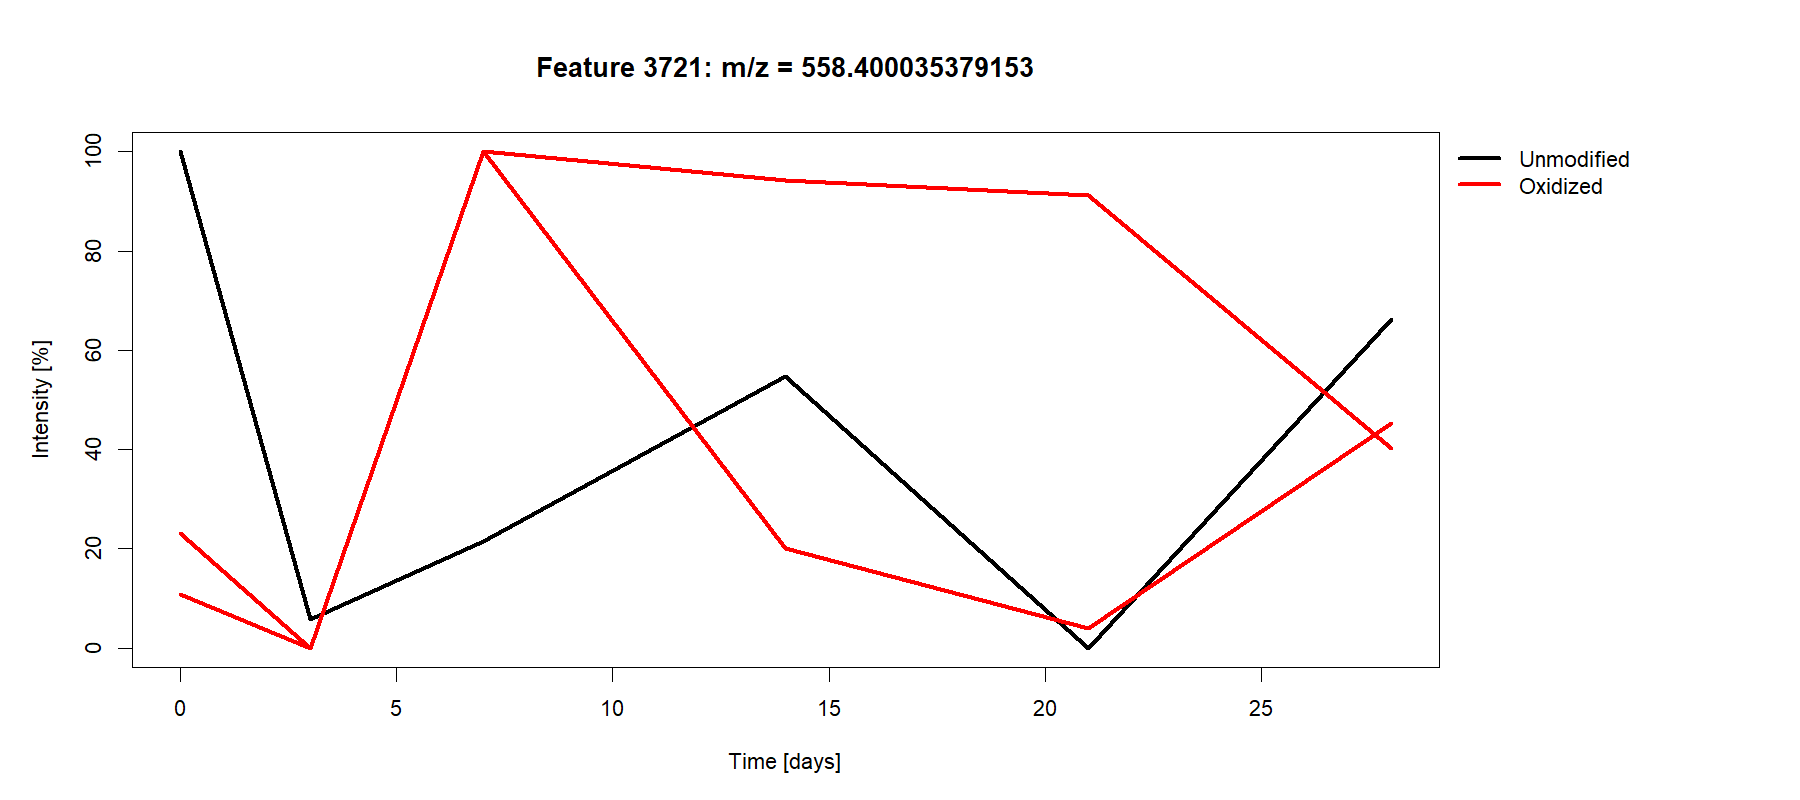 Feature 3721: m/z = 558.400035379153
Unmodified
Oxidized
Intensity [%]
100
80
60
40
20
0
0 5 10 15 20 25
Time [days]